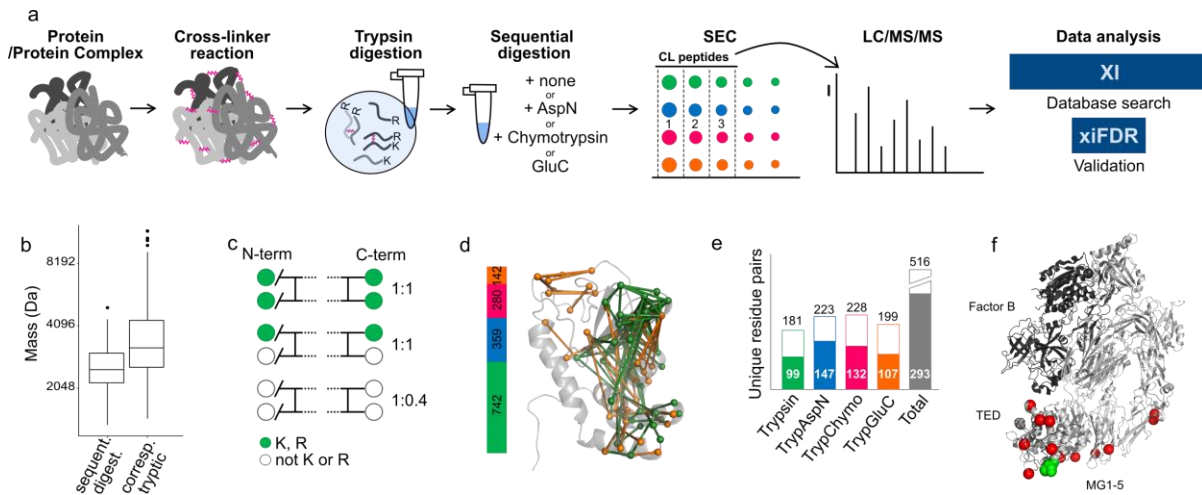 a
Protein
/Protein Complex
Cross-linker
reaction
Trypsin
digestion
R
R
R
R
K
K
Sequential
digestion
+ none
or
+ AspN
or
+ Chymotrypsin
or
GluC
SEC
CL peptides
1 2 3
LC/MS/MS
I
Data analysis
XI
Database search
xiFDR
Validation
b
Mass (Da)
8192
4096
2048
sequent.
digest.
corresp.
tryptic
c
N-term C-term
1:1
1:1
1:0.4
K, R
not K or R
d
142
280
359
742
e
Unique residue pairs
181 223 228 199 516
99 147 132 107 293
Trypsin
TrypAspN
TrypChymo
TrypGluC
Total
f
Factor B
TED
MG1-5